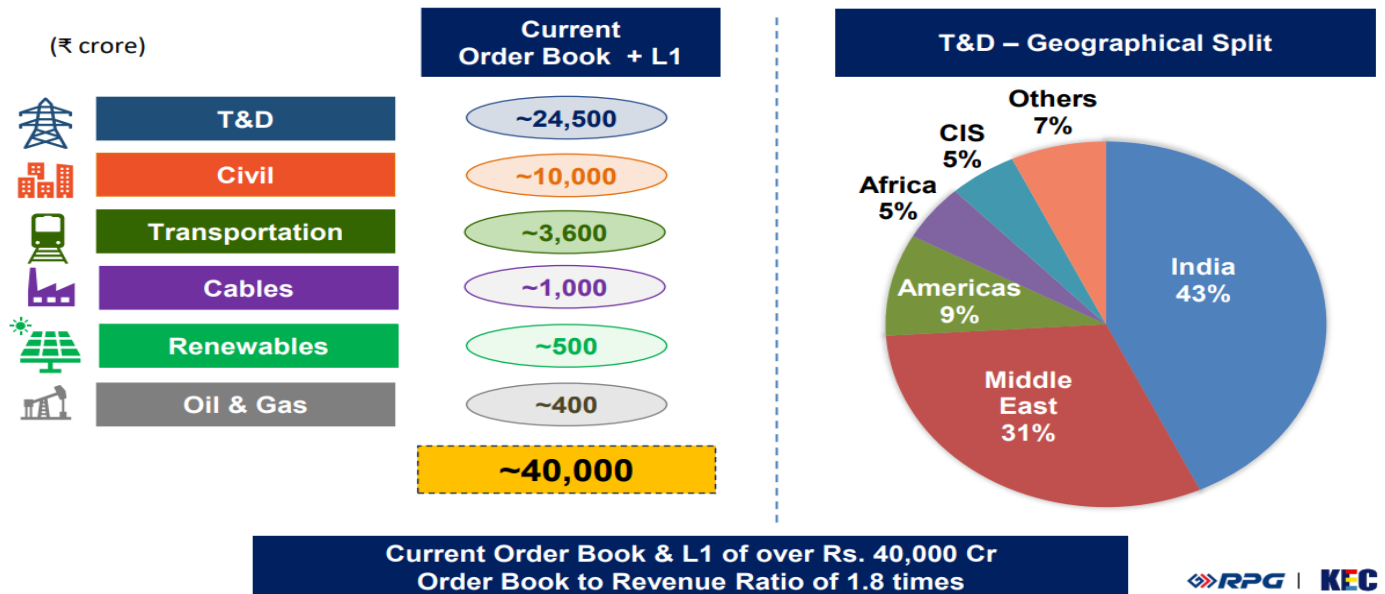 (₹ crore)
Current
Order Book + L1
T&D
~24,500
Civil
~10,000
Transportation
~3,600
Cables
~1,000
Renewables
~500
Oil & Gas
~400
~40,000
T&D – Geographical Split
Others
7%
CIS
5%
Africa
5%
Americas
9%
Middle
East
31%
India
43%
Current Order Book & L1 of over Rs. 40,000 Cr
Order Book to Revenue Ratio of 1.8 times
RPG | KEC